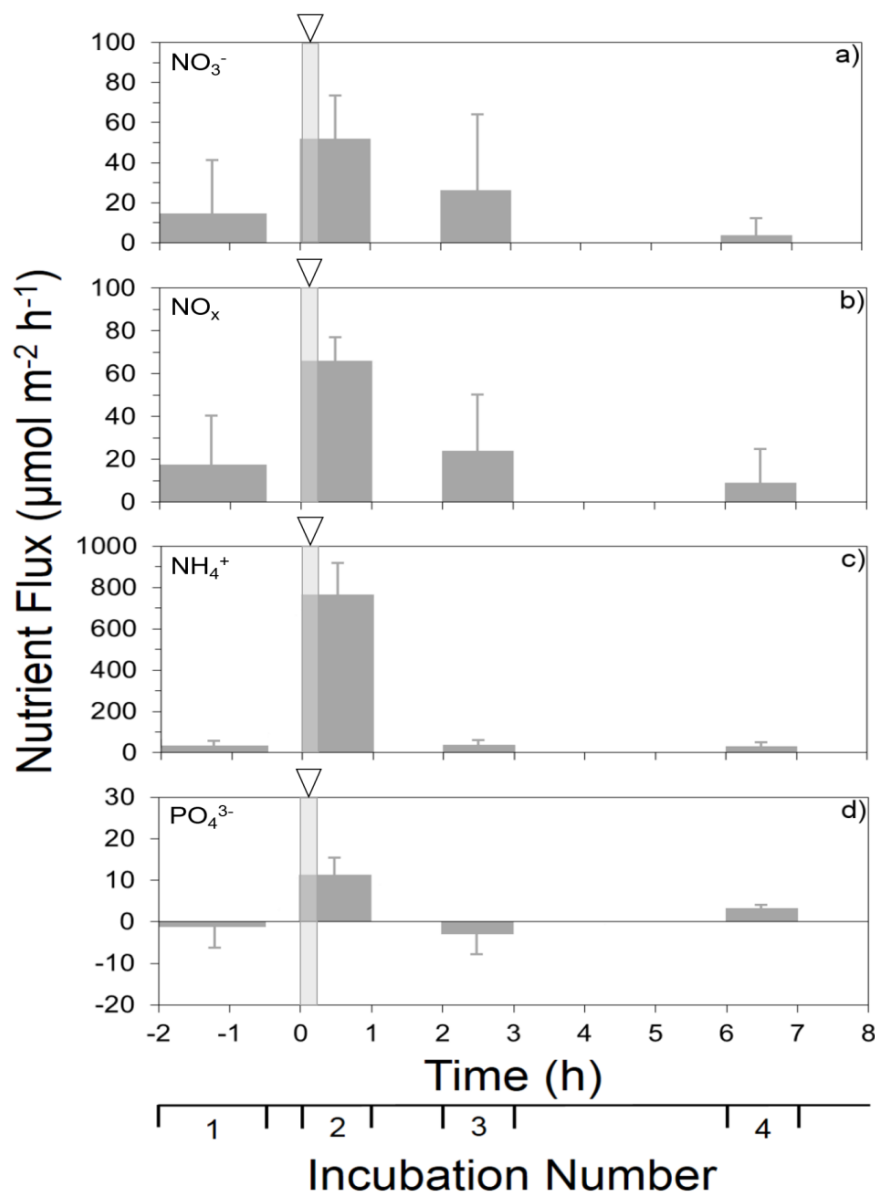 Nutrient Flux (µmol m⁻² h⁻¹)
NO₃⁻
a)
100
80
60
40
20
0
NOₓ
b)
100
80
60
40
20
0
NH₄⁺
c)
1000
800
600
400
200
0
PO₄³⁻
d)
30
20
10
0
-10
-20
-2 -1 0 1 2 3 4 5 6 7 8
Time (h)
1 2 3 4
Incubation Number